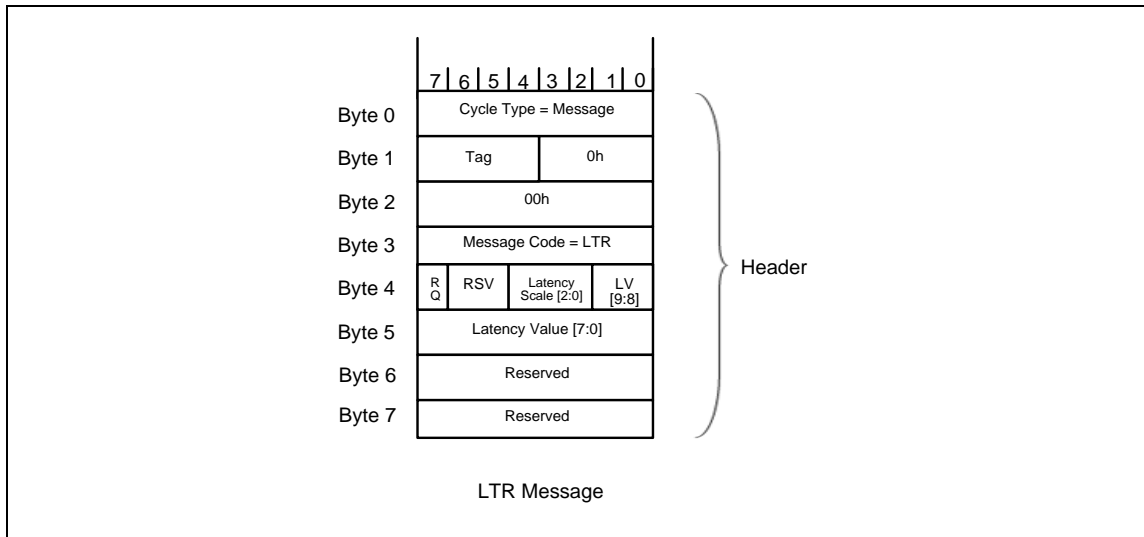 7 6 5 4 3 2 1 0
Byte 0 Cycle Type = Message
Byte 1 Tag 0h
Byte 2 00h
Byte 3 Message Code = LTR
Byte 4 R Q RSV Latency Scale [2:0] LV [9:8]
Byte 5 Latency Value [7:0]
Byte 6 Reserved
Byte 7 Reserved
Header
LTR Message